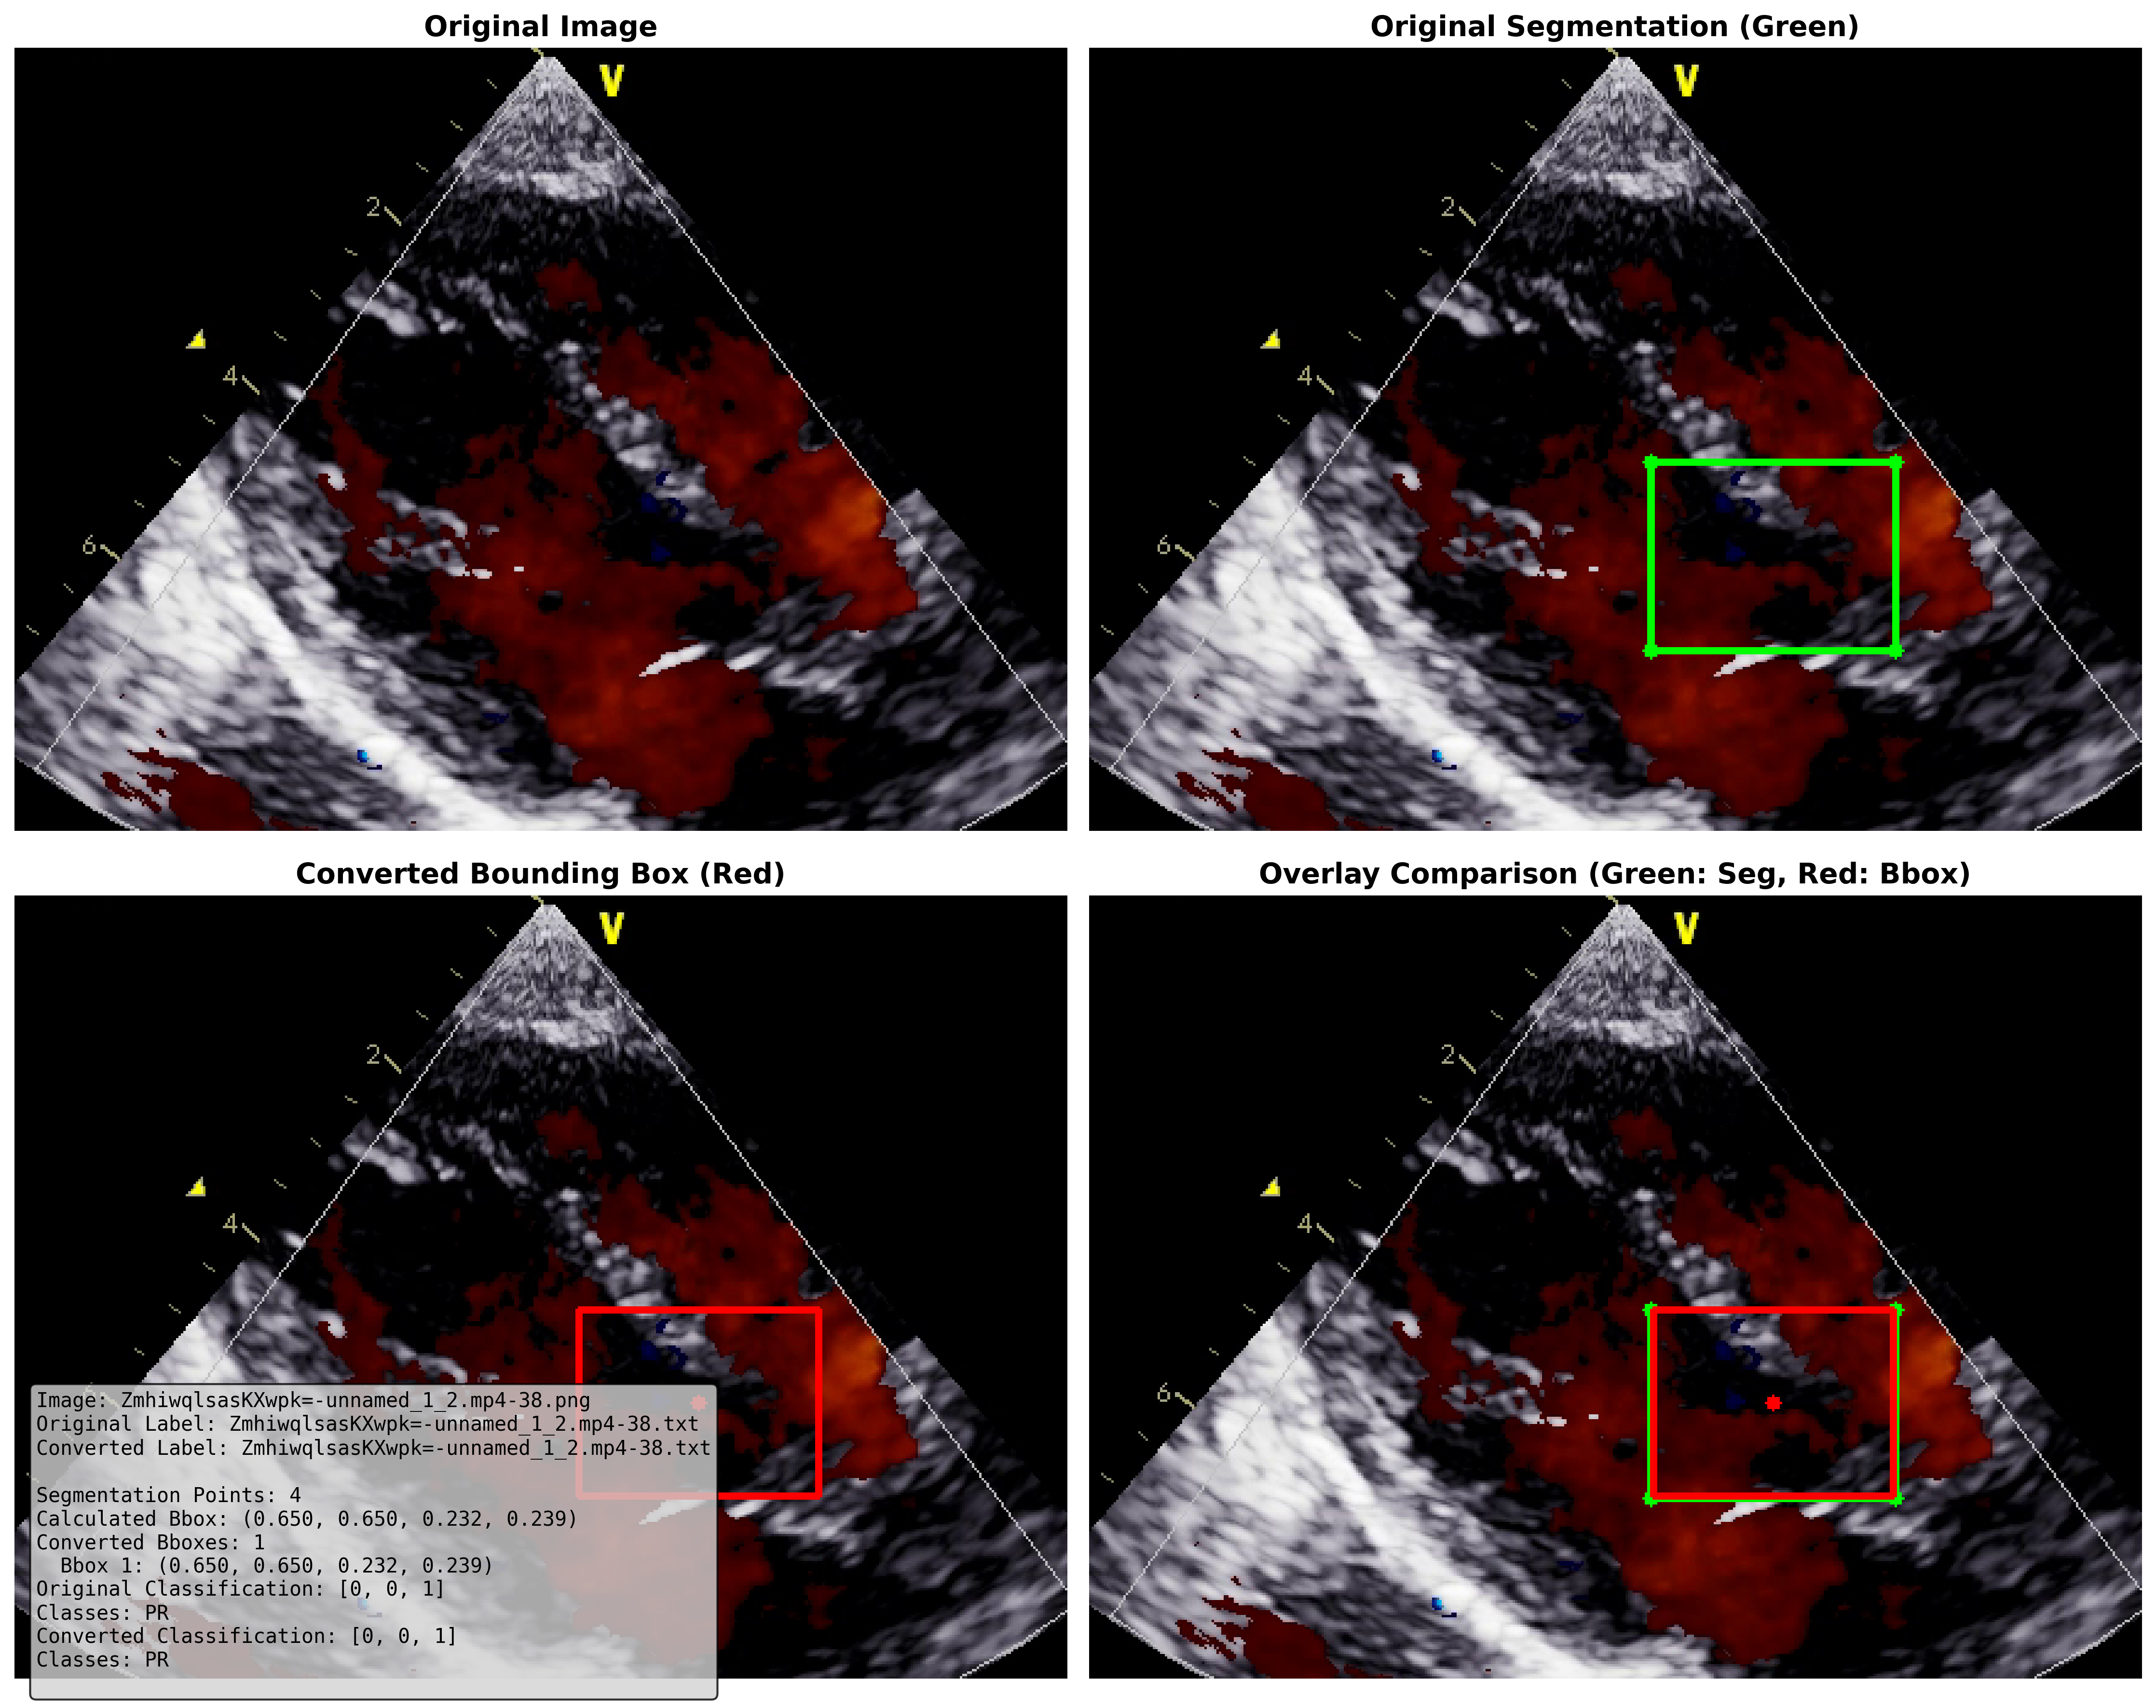 Original Image
Original Segmentation (Green)
V
2
4
6
V
2
4
6
Converted Bounding Box (Red)
Overlay Comparison (Green: Seg, Red: Bbox)
V
2
4
V
2
4
6
Image: ZmhiwqlsasKXwpk=-unnamed_1_2.mp4-38.png
Original Label: ZmhiwqlsasKXwpk=-unnamed_1_2.mp4-38.txt
Converted Label: ZmhiwqlsasKXwpk=-unnamed_1_2.mp4-38.txt
Segmentation Points: 4
Calculated Bbox: (0.650, 0.650, 0.232, 0.239)
Converted Bboxes: 1
Bbox 1: (0.650, 0.650, 0.232, 0.239)
Original Classification: [0, 0, 1]
Classes: PR
Converted Classification: [0, 0, 1]
Classes: PR